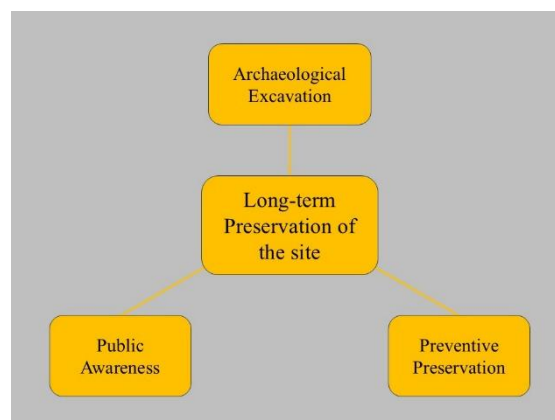 Archaeological
Excavation
Long-term
Preservation of
the site
Public
Awareness
Preventive
Preservation